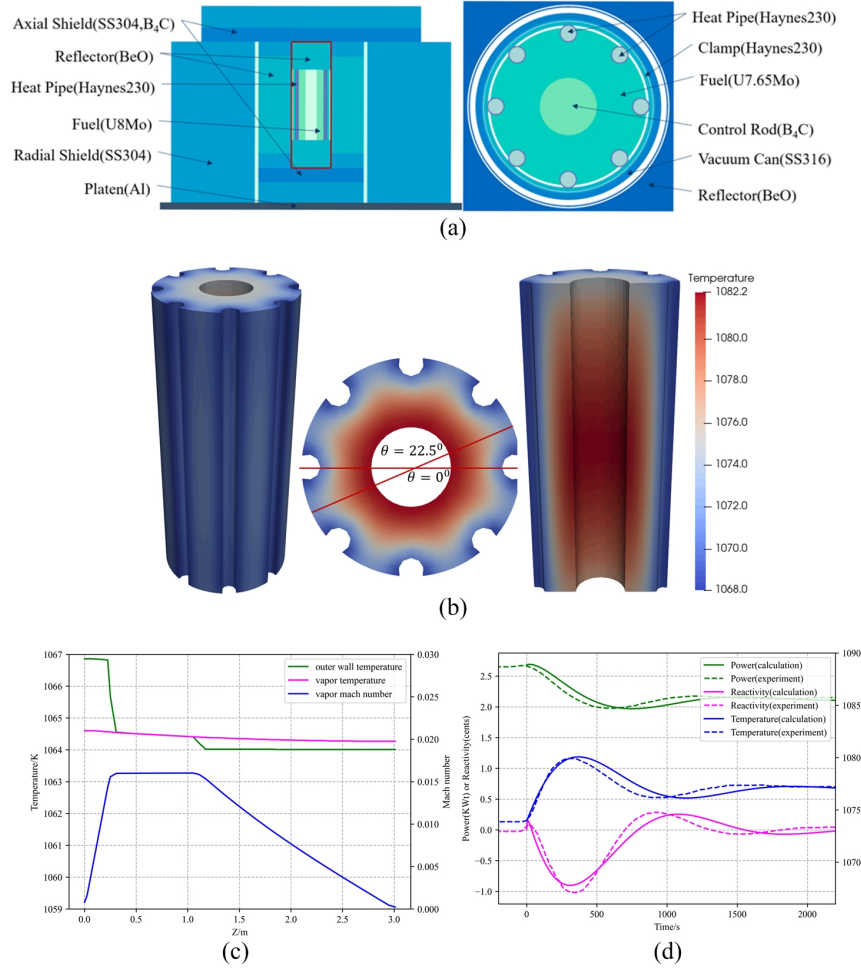 Axial Shield(SS304,B₄C)
Reflector(BeO)
Heat Pipe(Haynes230)
Fuel(U8Mo)
Radial Shield(SS304)
Platen(Al)
Heat Pipe(Haynes230)
Clamp(Haynes230)
Fuel(U7.65Mo)
Control Rod(B₄C)
Vacuum Can(SS316)
Reflector(BeO)
(a)
θ = 22.5⁰
θ = 0⁰
Temperature
1082.2
1080.0
1078.0
1076.0
1074.0
1072.0
1070.0
1068.0
(b)
1067
1066
1065
1064
1063
1062
1061
1060
1059
Temperature/K
outer wall temperature
vapor temperature
vapor mach number
0.030
0.025
0.020
0.015
0.010
0.005
0.000
Mach number
0.0
0.5
1.0
1.5
2.0
2.5
3.0
Z/m
(c)
2.5
2.0
1.5
1.0
0.5
0.0
−0.5
−1.0
Power(KWt) or Reactivity(cents)
Power(calculation)
Power(experiment)
Reactivity(calculation)
Reactivity(experiment)
Temperature(calculation)
Temperature(experiment)
1090
1085
1080
1075
1070
0
500
1000
1500
2000
Time/s
(d)